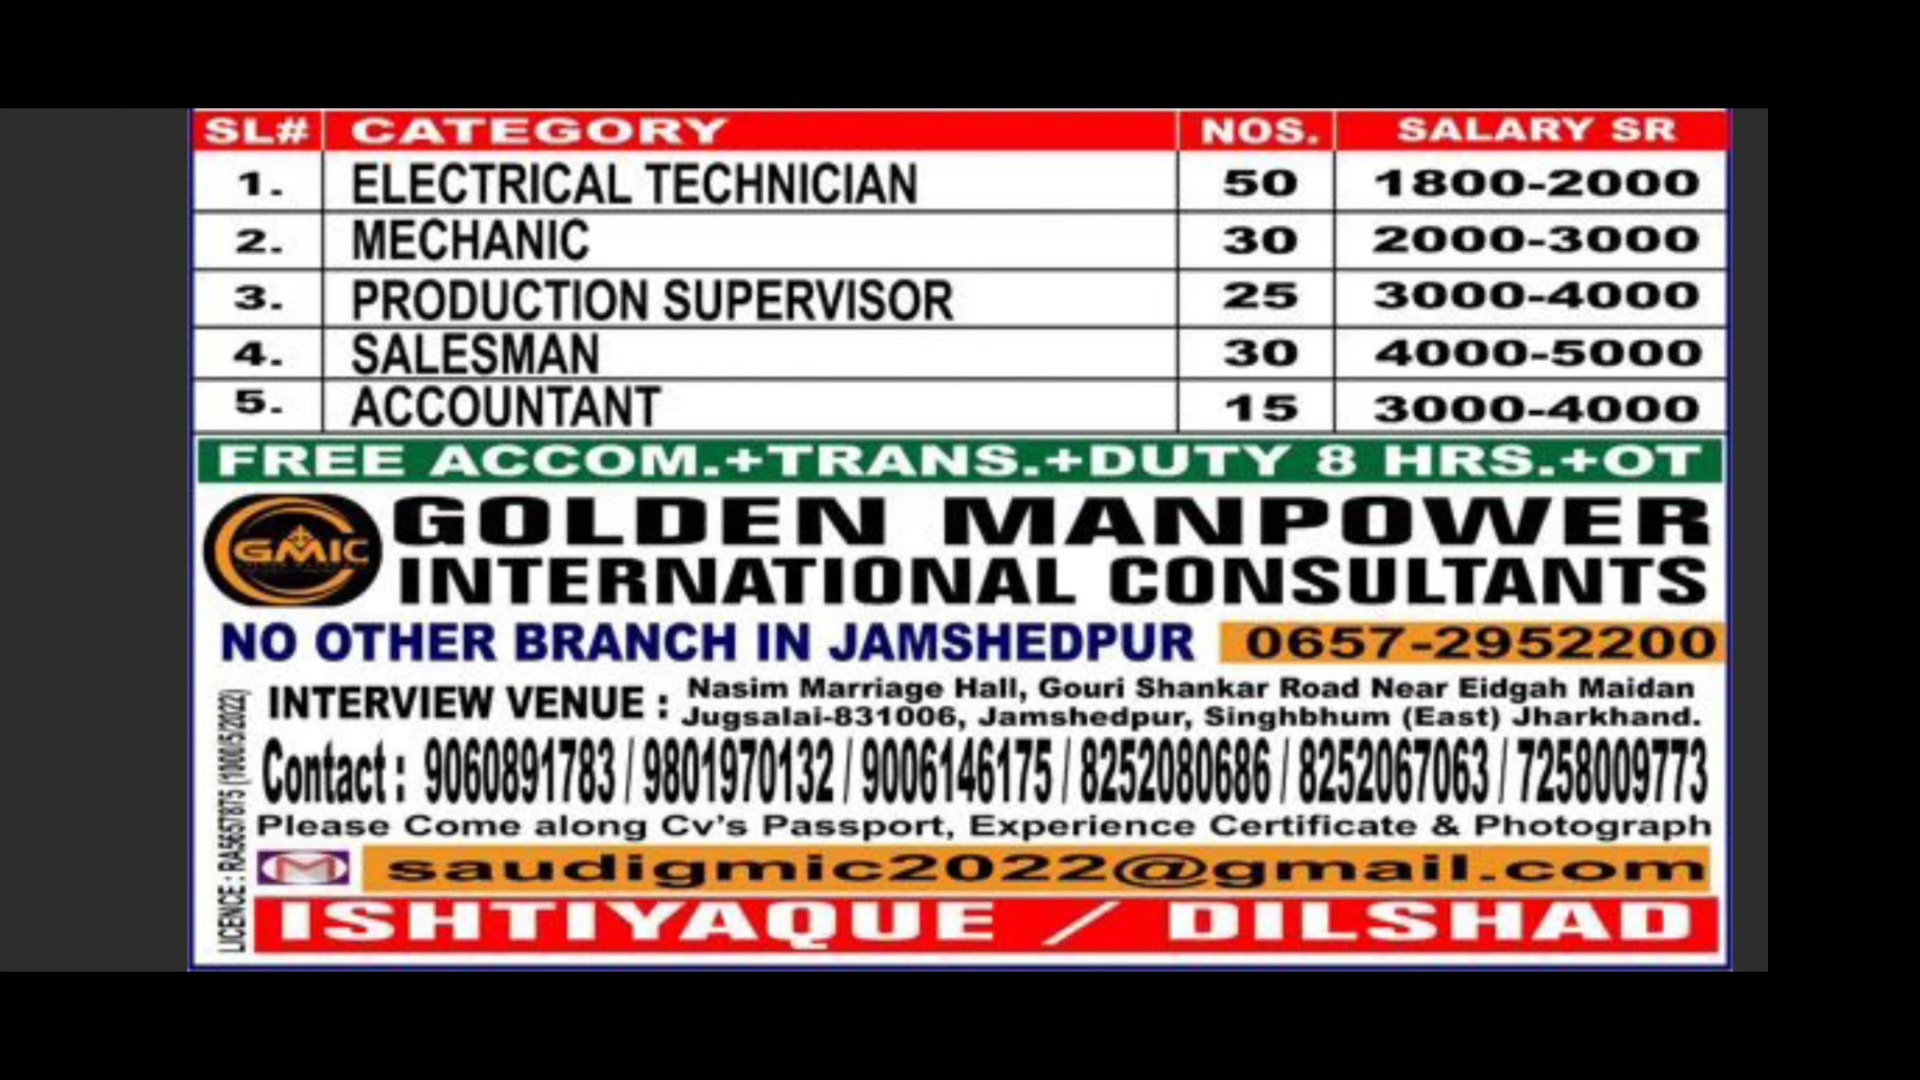 SL# CATEGORY NOS. SALARY SR
1. ELECTRICAL TECHNICIAN 50 1800-2000
2. MECHANIC 30 2000-3000
3. PRODUCTION SUPERVISOR 25 3000-4000
4. SALESMAN 30 4000-5000
5. ACCOUNTANT 15 3000-4000
FREE ACCOM.+TRANS.+DUTY 8 HRS.+OT
GMIC
GOLDEN MANPOWER
INTERNATIONAL CONSULTANTS
NO OTHER BRANCH IN JAMSHEDPUR 0657-2952200
INTERVIEW VENUE : Nasim Marriage Hall, Gouri Shankar Road Near Eidgah Maidan
Jugsalai-831006, Jamshedpur, Singhbhum (East) Jharkhand.
Contact : 9060891783 / 9801970132 / 9006146175 / 8252080686 / 8252067063 / 7258009773
Please Come along Cv's Passport, Experience Certificate & Photograph
saudigmic2022@gmail.com
ISHTIYAQUE / DILSHAD
LICENCE :